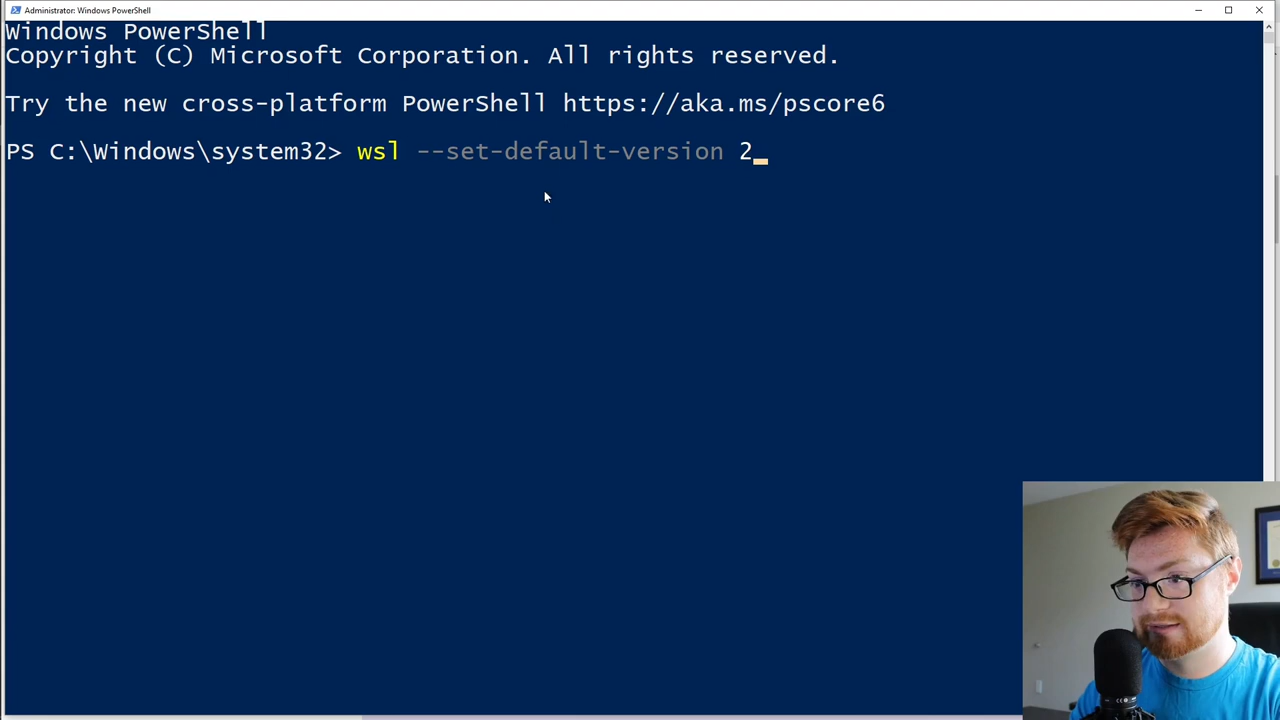 Administrator: Windows PowerShell
Windows PowerShell
Copyright (C) Microsoft Corporation. All rights reserved.
Try the new cross-platform PowerShell https://aka.ms/pscore6
PS C:\Windows\system32> wsl --set-default-version 2_